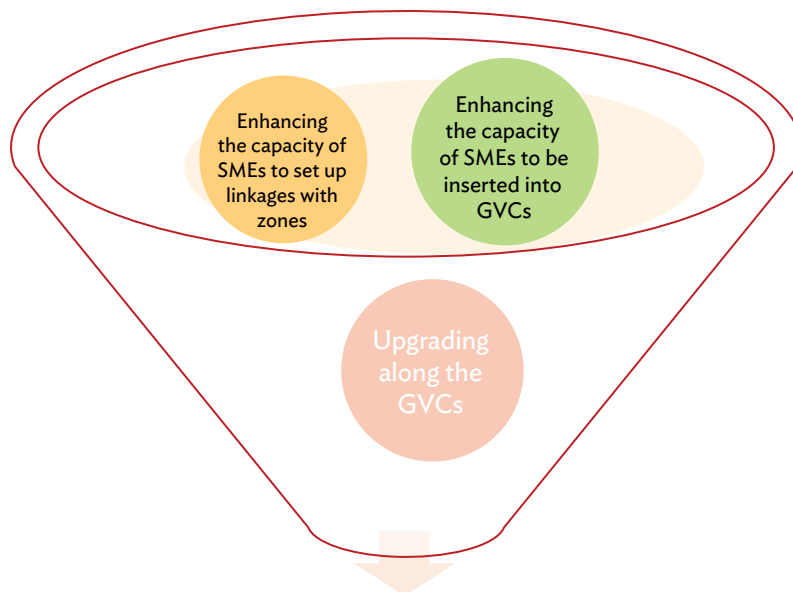 Enhancing
the capacity of
SMEs to set up
linkages with
zones
Enhancing
the capacity
of SMEs to be
inserted into
GVCs
Upgrading
along the
GVCs